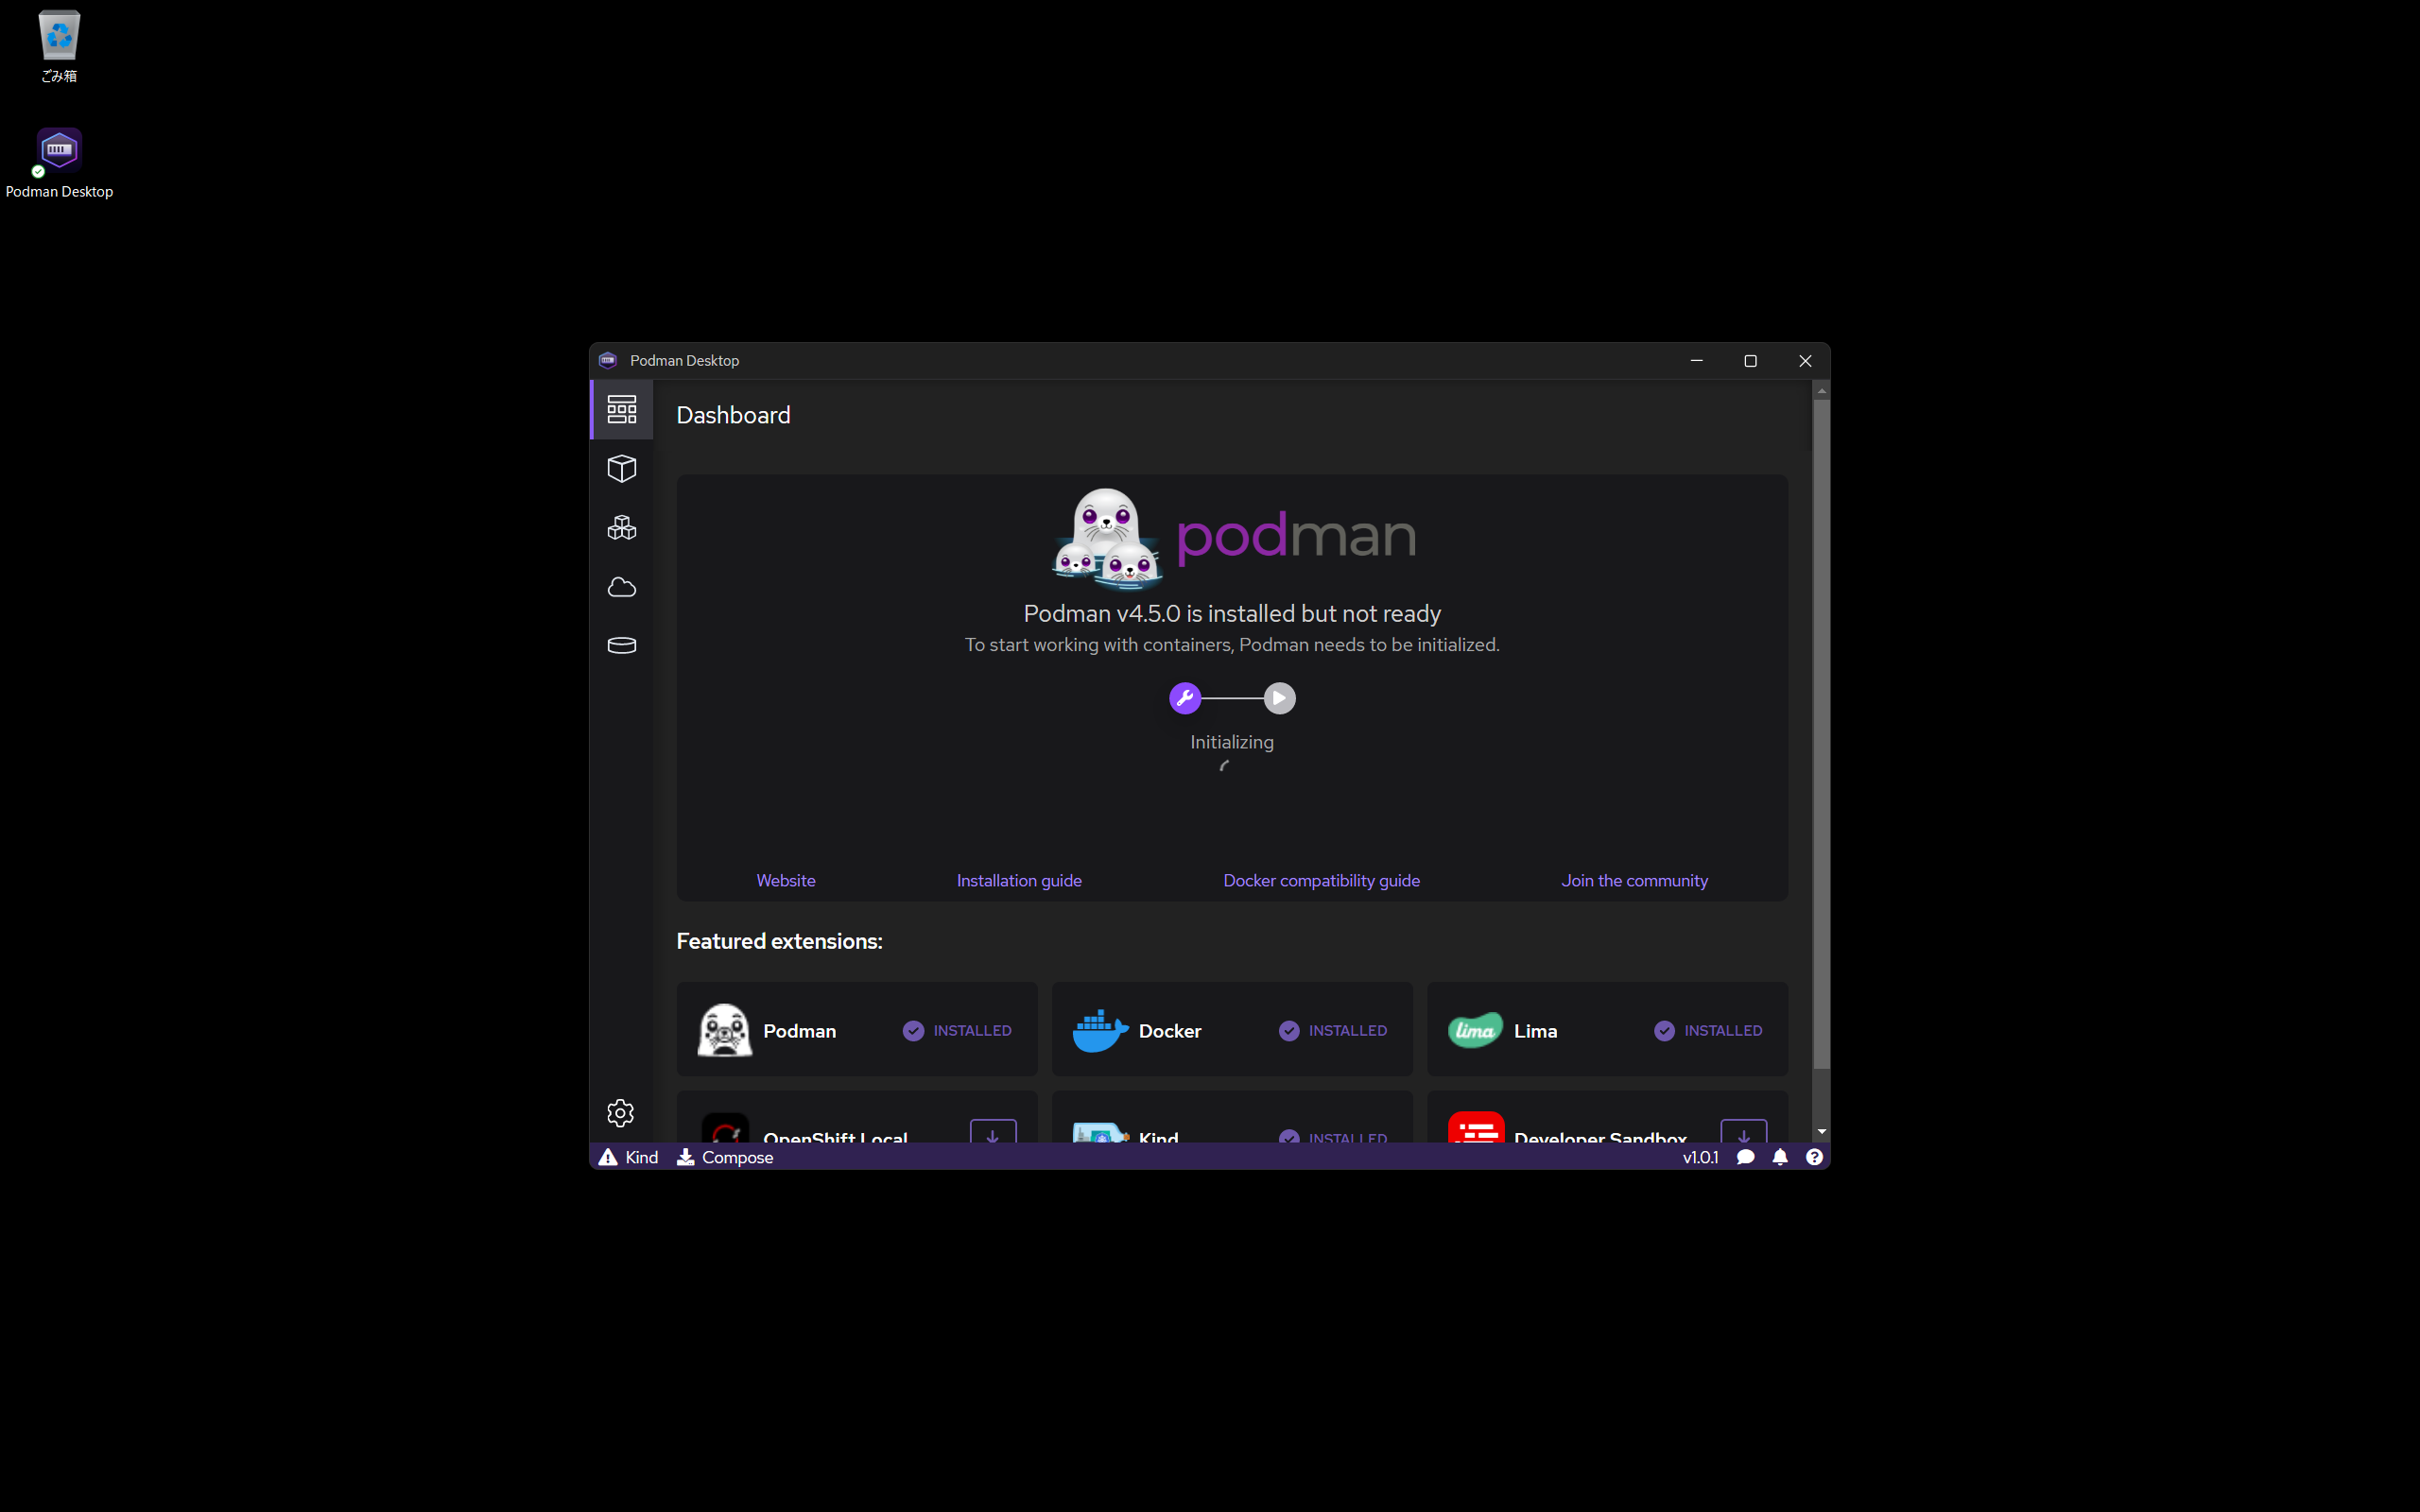 ごみ箱
Podman Desktop
Podman Desktop
Dashboard
podman
Podman v4.5.0 is installed but not ready
To start working with containers, Podman needs to be initialized.
Initializing
Website
Installation guide
Docker compatibility guide
Join the community
Featured extensions:
Podman
INSTALLED
Docker
INSTALLED
lima
Lima
INSTALLED
OpenShift Local
Kind
INSTALLED
Developer Sandbox
Kind
Compose
v1.0.1